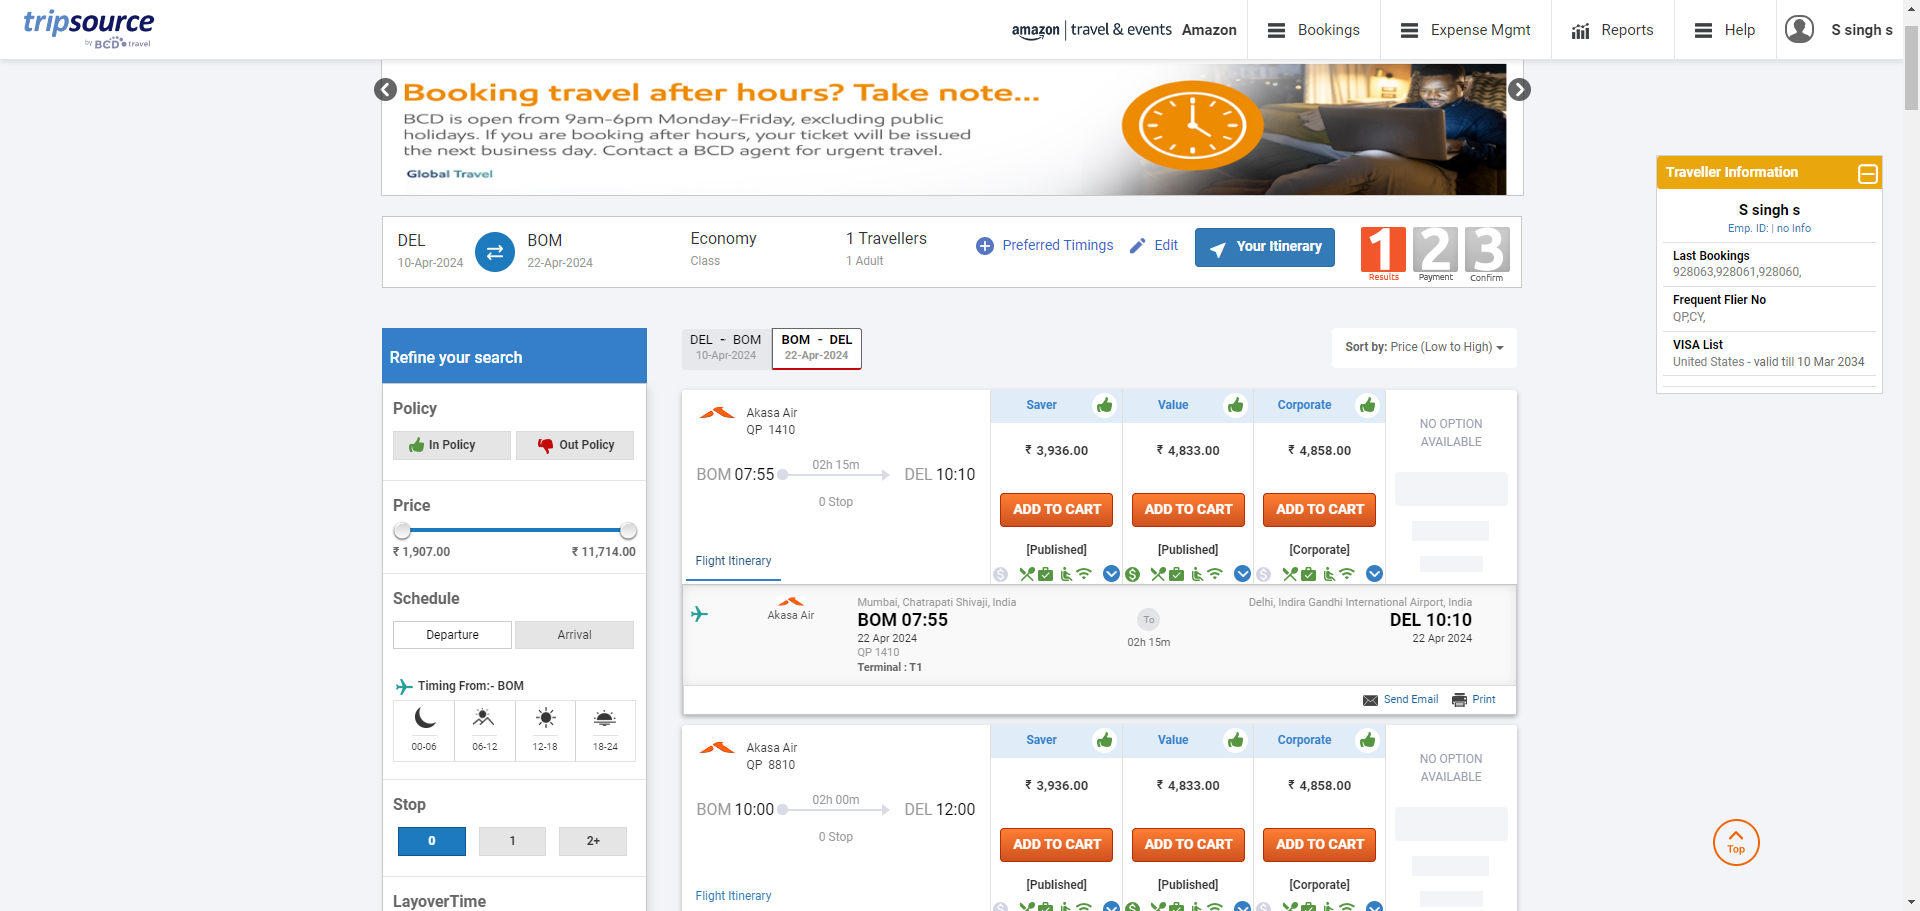 tripsource
by BCD travel
amazon | travel & events Amazon
Bookings
Expense Mgmt
Reports
Help
S singh s
Booking travel after hours? Take note...
BCD is open from 9am-6pm Monday-Friday, excluding public
holidays. If you are booking after hours, your ticket will be issued
the next business day. Contact a BCD agent for urgent travel.
Global Travel
Traveller Information
S singh s
Emp. ID: | no Info
Last Bookings
928063,928061,928060,
Frequent Flier No
QP,CY,
VISA List
United States - valid till 10 Mar 2034
DEL
10-Apr-2024
BOM
22-Apr-2024
Economy
Class
1 Travellers
1 Adult
Preferred Timings
Edit
Your Itinerary
1
Results
2
Payment
3
Confirm
Refine your search
Policy
In Policy
Out Policy
Price
₹ 1,907.00
₹ 11,714.00
Schedule
Departure
Arrival
Timing From:- BOM
00-06
06-12
12-18
18-24
Stop
0
1
2+
LayoverTime
DEL - BOM
10-Apr-2024
BOM - DEL
22-Apr-2024
Sort by: Price (Low to High)
Akasa Air
QP 1410
BOM 07:55
02h 15m
DEL 10:10
0 Stop
Flight Itinerary
Saver
₹ 3,936.00
ADD TO CART
[Published]
Value
₹ 4,833.00
ADD TO CART
[Published]
Corporate
₹ 4,858.00
ADD TO CART
[Corporate]
NO OPTION
AVAILABLE
Akasa Air
Mumbai, Chatrapati Shivaji, India
BOM 07:55
22 Apr 2024
QP 1410
Terminal : T1
To
02h 15m
Delhi, Indira Gandhi International Airport, India
DEL 10:10
22 Apr 2024
Send Email
Print
Akasa Air
QP 8810
BOM 10:00
02h 00m
DEL 12:00
0 Stop
Flight Itinerary
Saver
₹ 3,936.00
ADD TO CART
[Published]
Value
₹ 4,833.00
ADD TO CART
[Published]
Corporate
₹ 4,858.00
ADD TO CART
[Corporate]
NO OPTION
AVAILABLE
Top